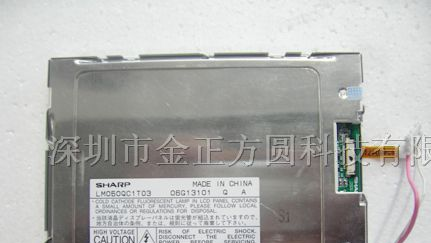 深圳市金正方圆科技有限公
SHARP MADE IN CHINA
LM050QC1T03 06G13101 Q A
• COLD CATHODE FLUORESCENT LAMP IN LCD PANEL CONTAINS
A SMALL AMOUNT OF MERCURY, PLEASE FOLLOW LOCAL
ORDINANCES OR REGULATIONS FOR DISPOSAL.
HIGH VOLTAGE
RISK OF ELECTRIC SHOCK.
DISCONNECT THE ELECTRIC
POWER BEFORE SERVICING
S1